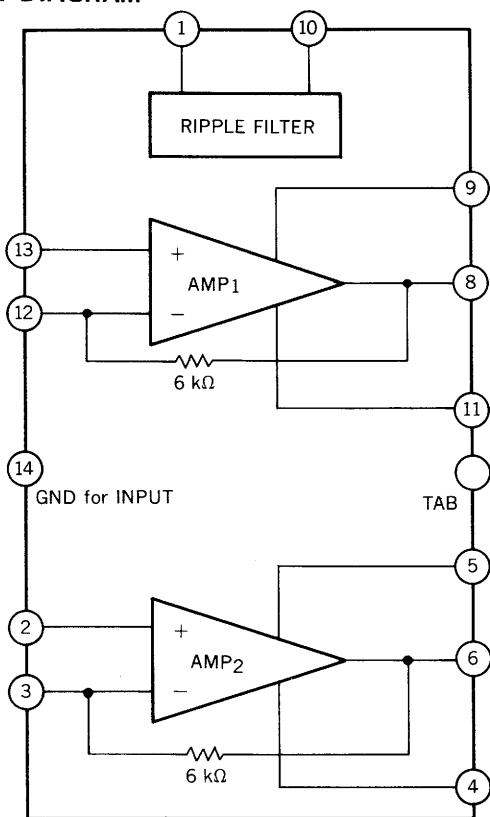 1 10
RIPPLE FILTER
9
13 + AMP1 8
12 −
6 kΩ
11
14
GND for INPUT TAB
5
2 + AMP2 6
3 −
6 kΩ
4